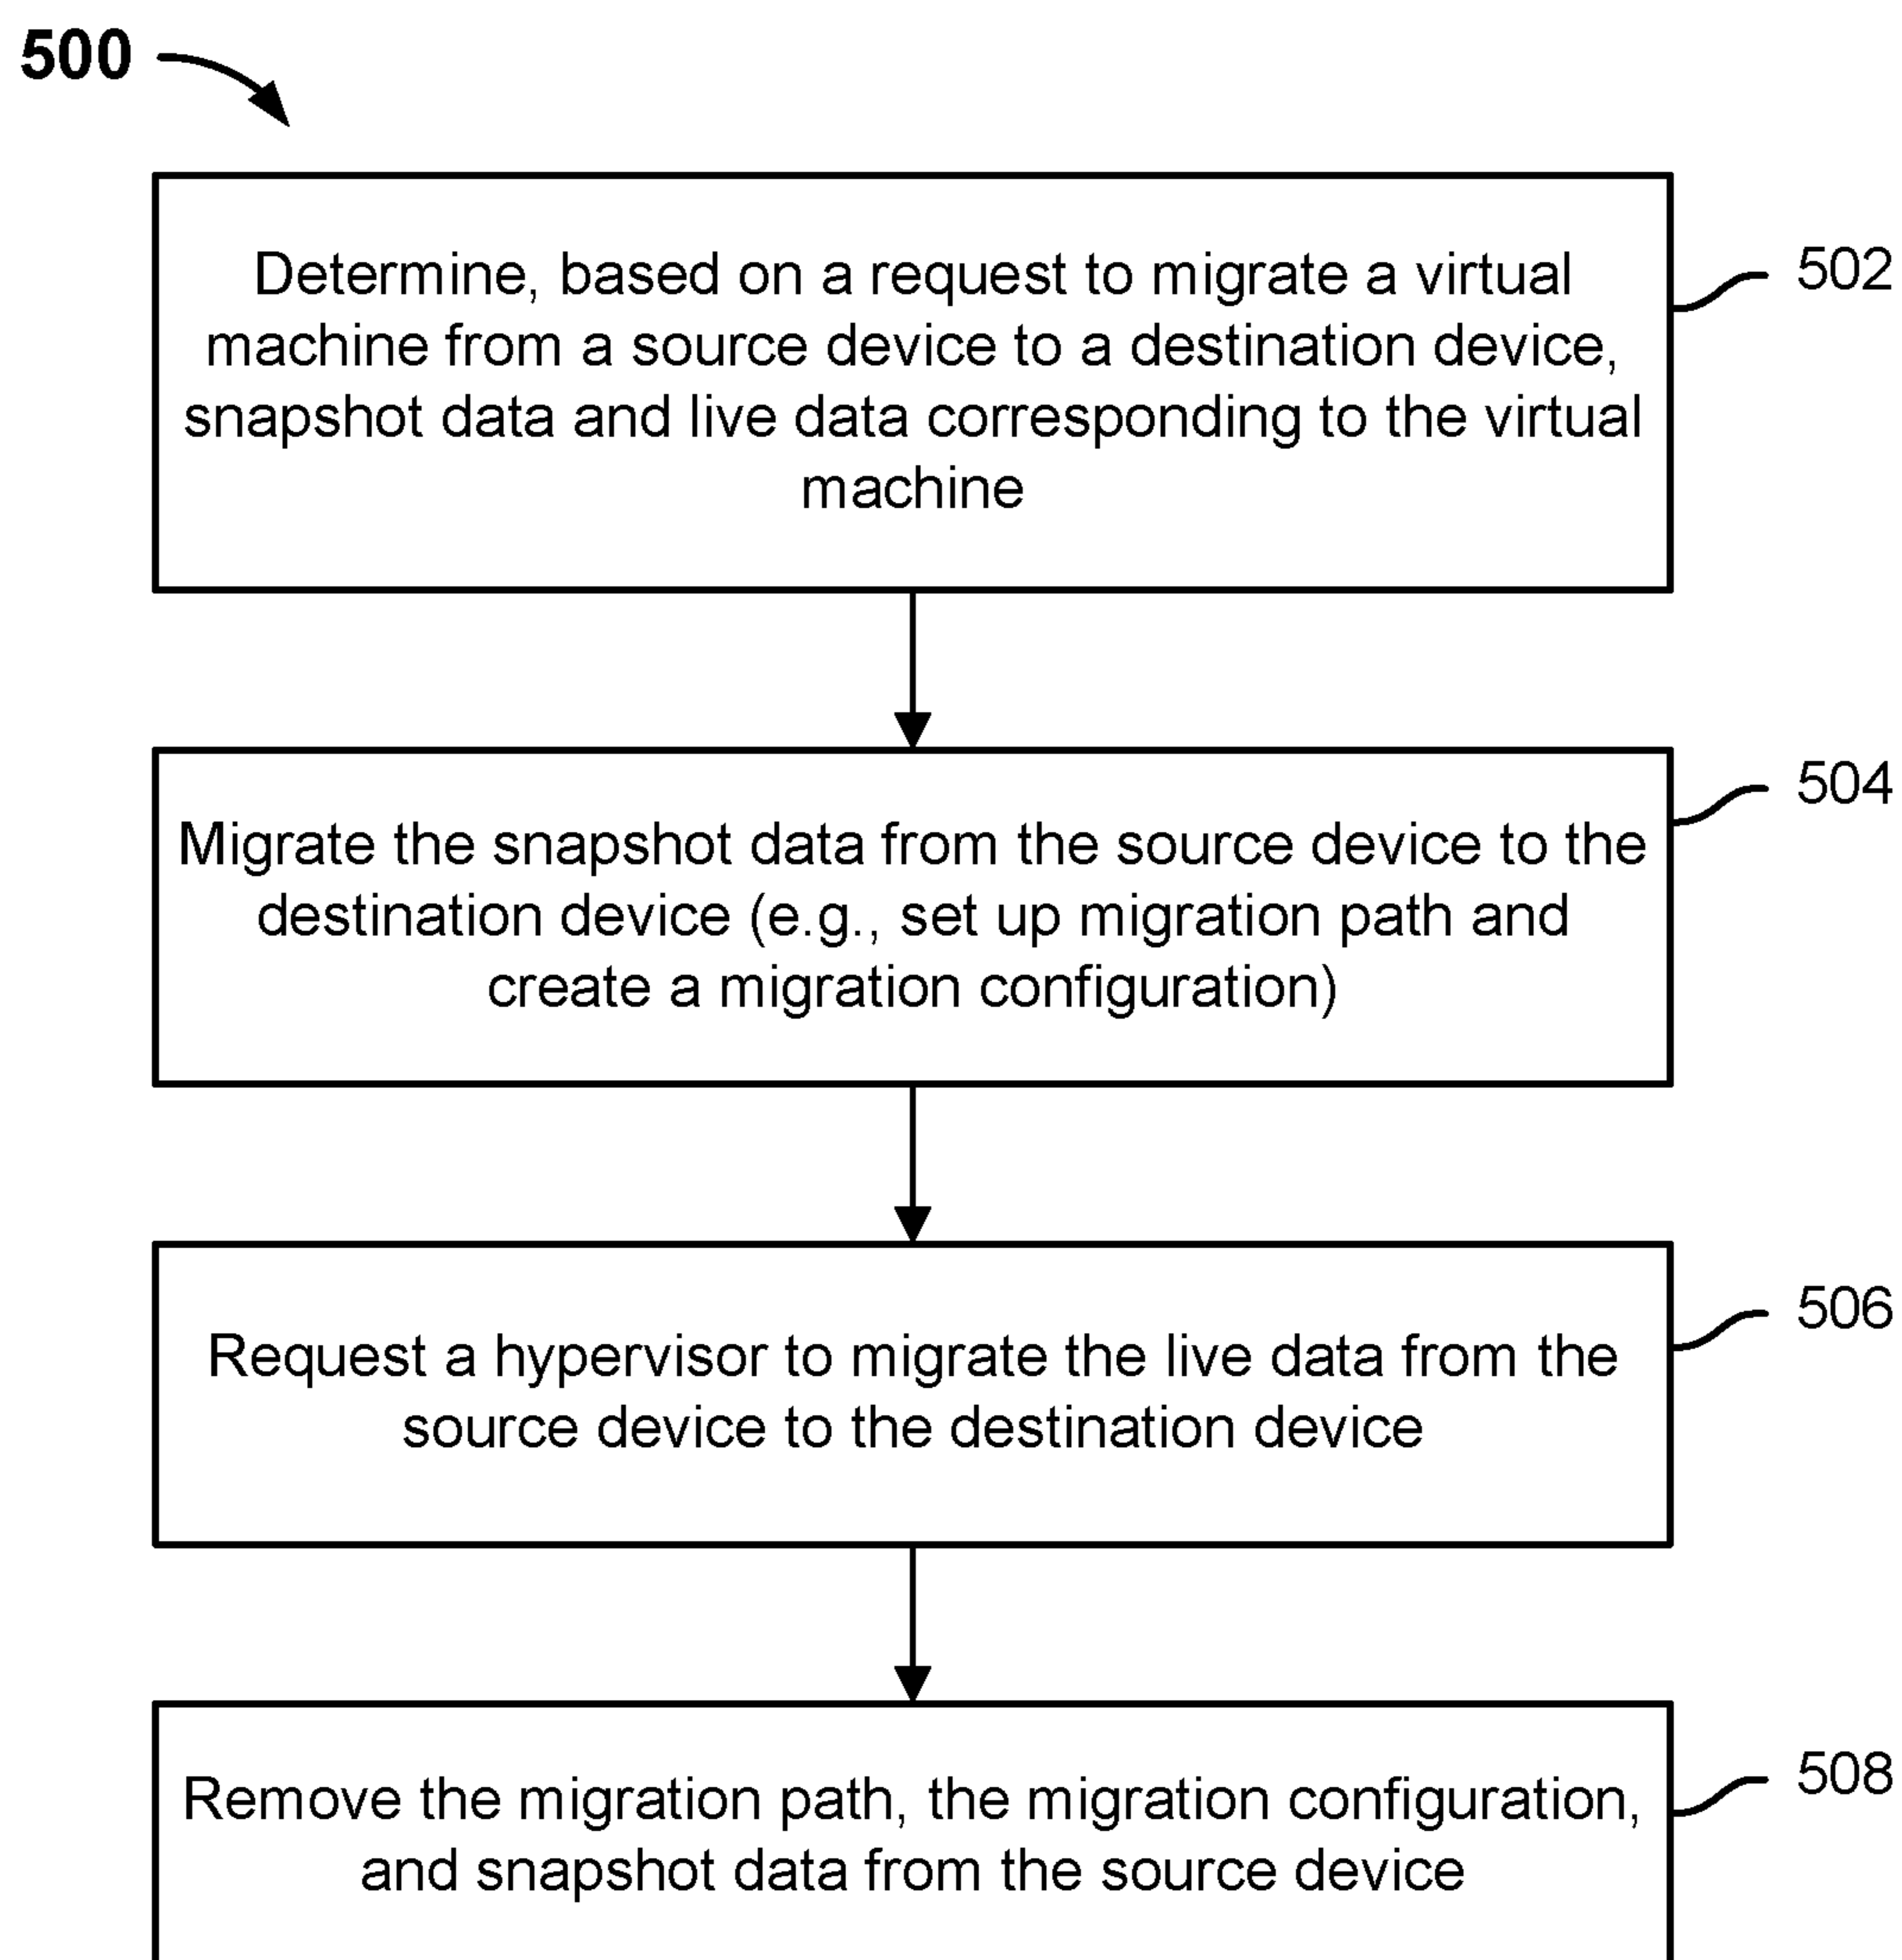 500
Determine, based on a request to migrate a virtual
machine from a source device to a destination device,
snapshot data and live data corresponding to the virtual
machine
502
Migrate the snapshot data from the source device to the
destination device (e.g., set up migration path and
create a migration configuration)
504
Request a hypervisor to migrate the live data from the
source device to the destination device
506
Remove the migration path, the migration configuration,
and snapshot data from the source device
508